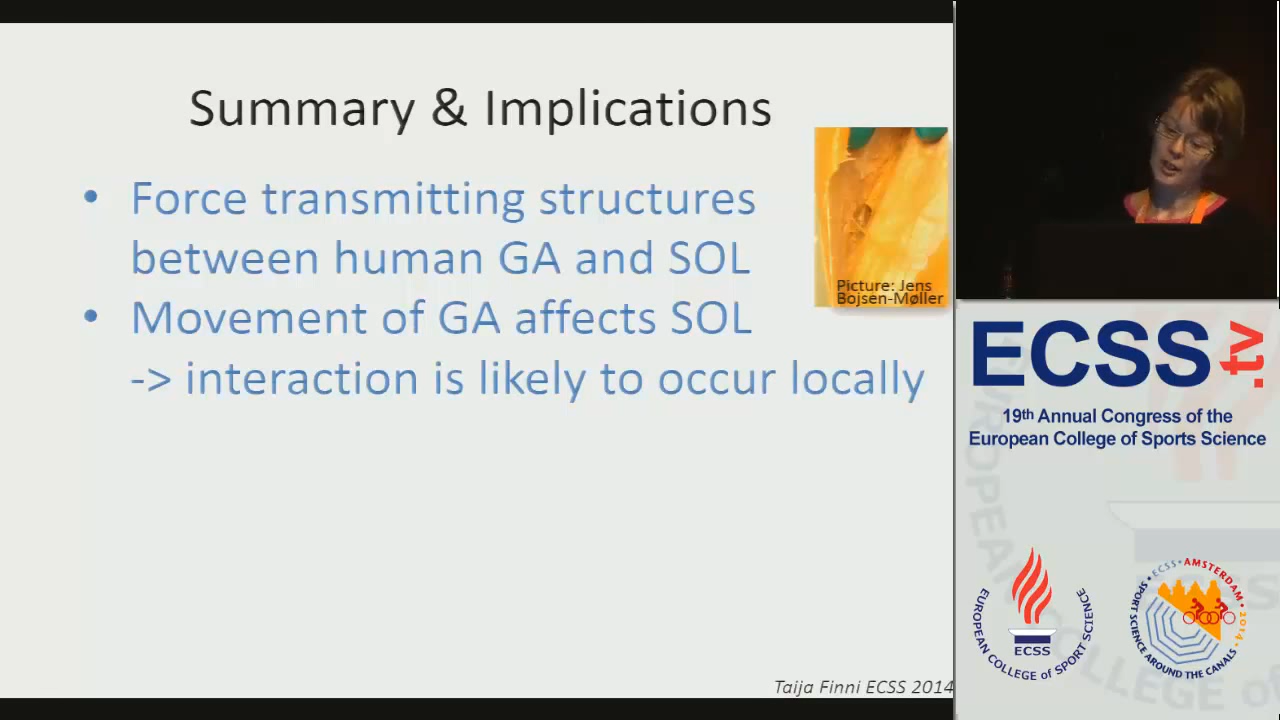 Summary & Implications
• Force transmitting structures
between human GA and SOL
• Movement of GA affects SOL
-> interaction is likely to occur locally
Picture: Jens
Bojsen-Møller
Taija Finni ECSS 2014
ECSS.tv
19th Annual Congress of the
European College of Sports Science
EUROPEAN COLLEGE of SPORT SCIENCE
ECSS
•ECSS•AMSTERDAM•2014•
SPORT SCIENCE AROUND THE CANALS